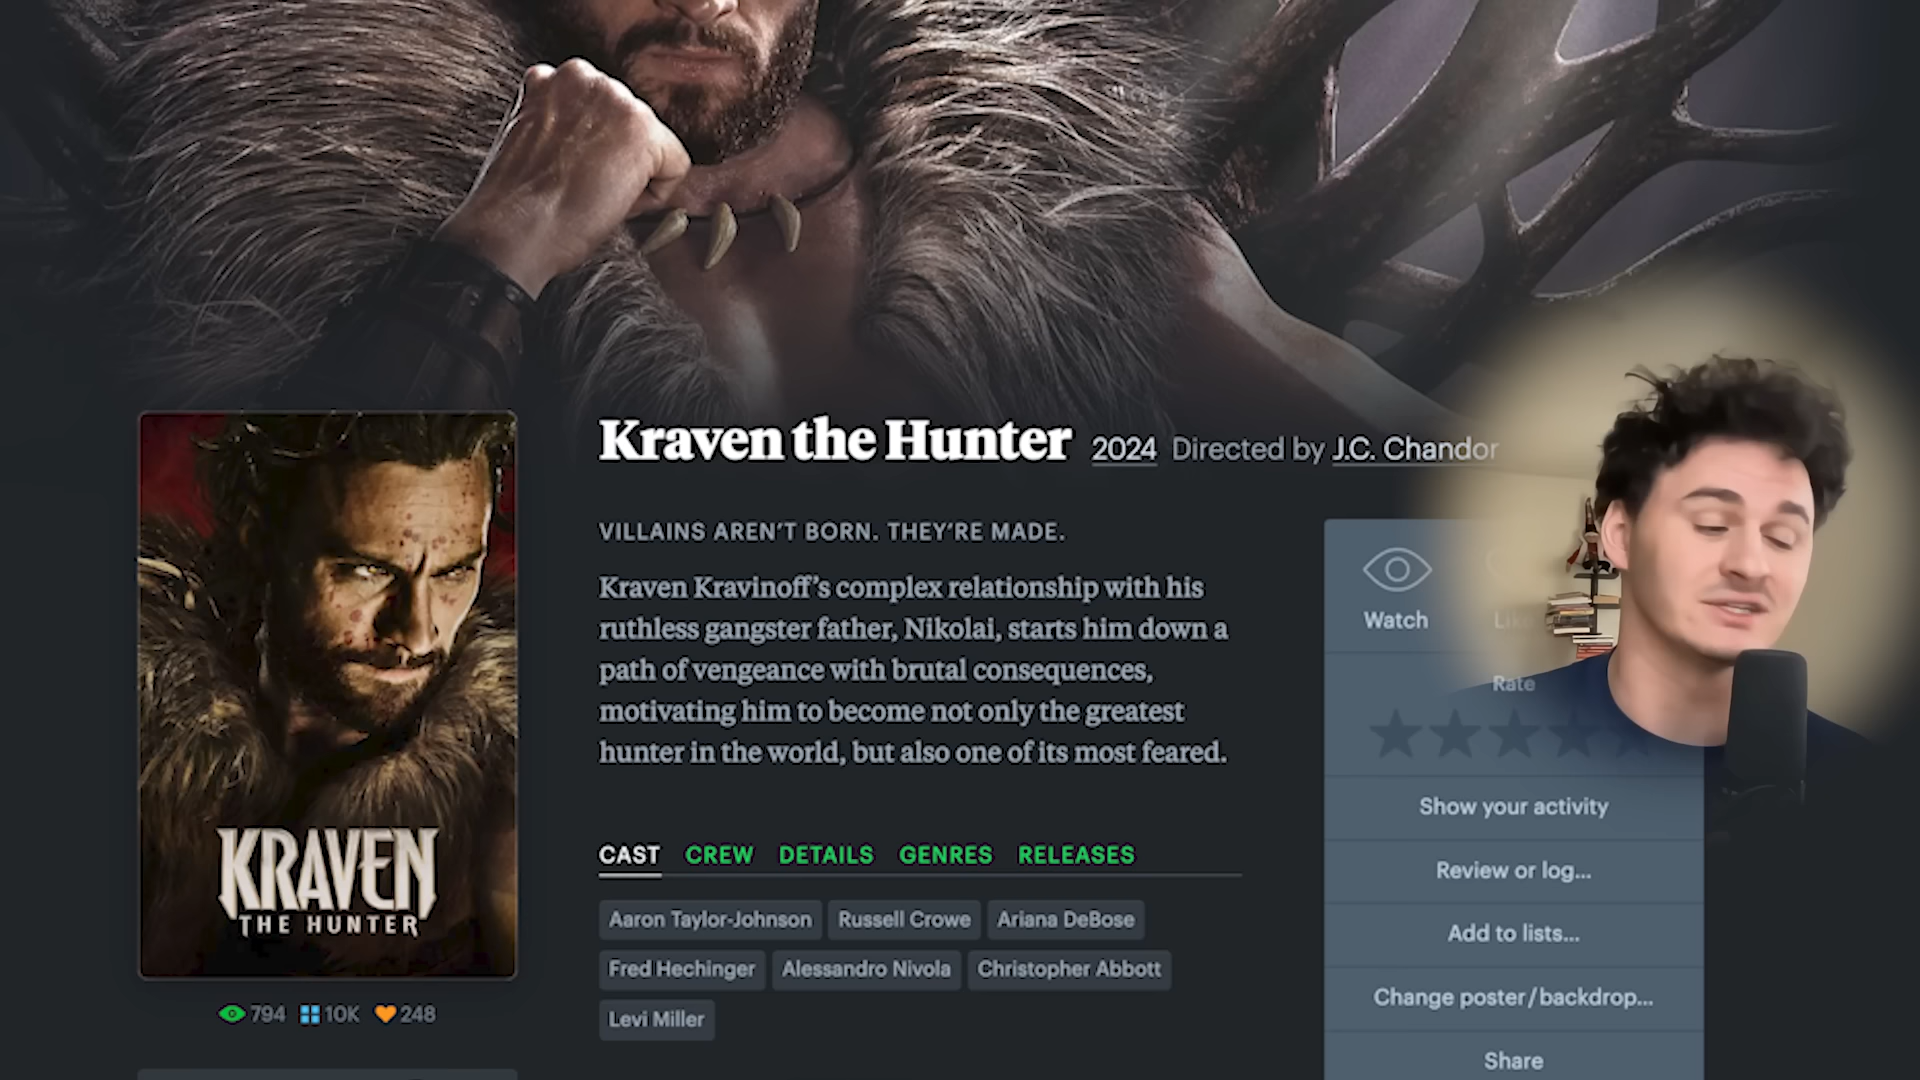 Kraven the Hunter 2024 Directed by J.C. Chandor
VILLAINS AREN'T BORN. THEY'RE MADE.
Kraven Kravinoff's complex relationship with his
ruthless gangster father, Nikolai, starts him down a
path of vengeance with brutal consequences,
motivating him to become not only the greatest
hunter in the world, but also one of its most feared.
CAST CREW DETAILS GENRES RELEASES
Aaron Taylor-Johnson Russell Crowe Ariana DeBose
Fred Hechinger Alessandro Nivola Christopher Abbott
Levi Miller
KRAVEN
THE HUNTER
794 10K 248
Watch
Rate
Show your activity
Review or log...
Add to lists...
Change poster/backdrop...
Share